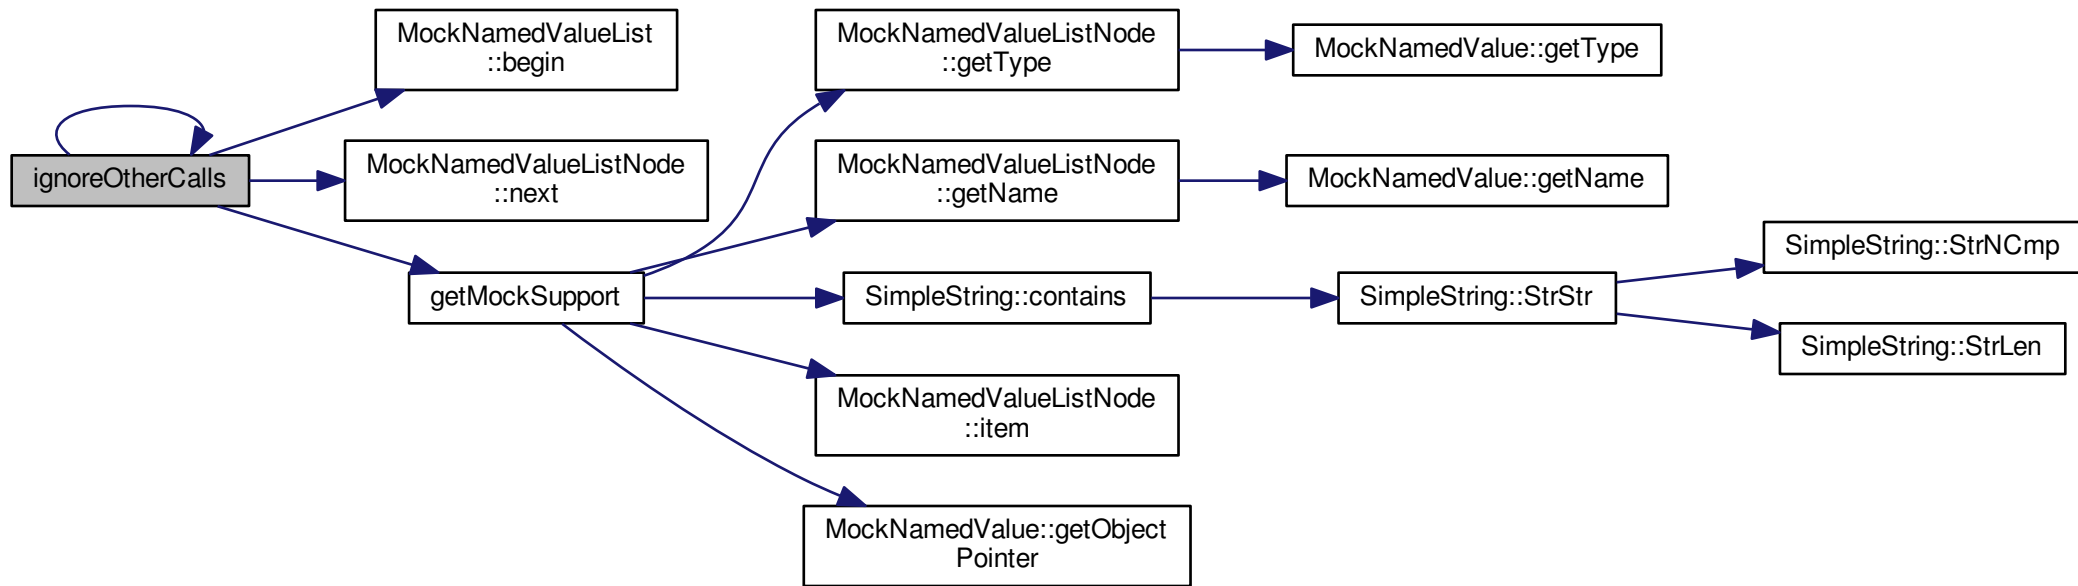 ignoreOtherCalls
MockNamedValueList
::begin
MockNamedValueListNode
::next
getMockSupport
MockNamedValueListNode
::getType
MockNamedValueListNode
::getName
SimpleString::contains
MockNamedValueListNode
::item
MockNamedValue::getObject
Pointer
MockNamedValue::getType
MockNamedValue::getName
SimpleString::StrStr
SimpleString::StrNCmp
SimpleString::StrLen